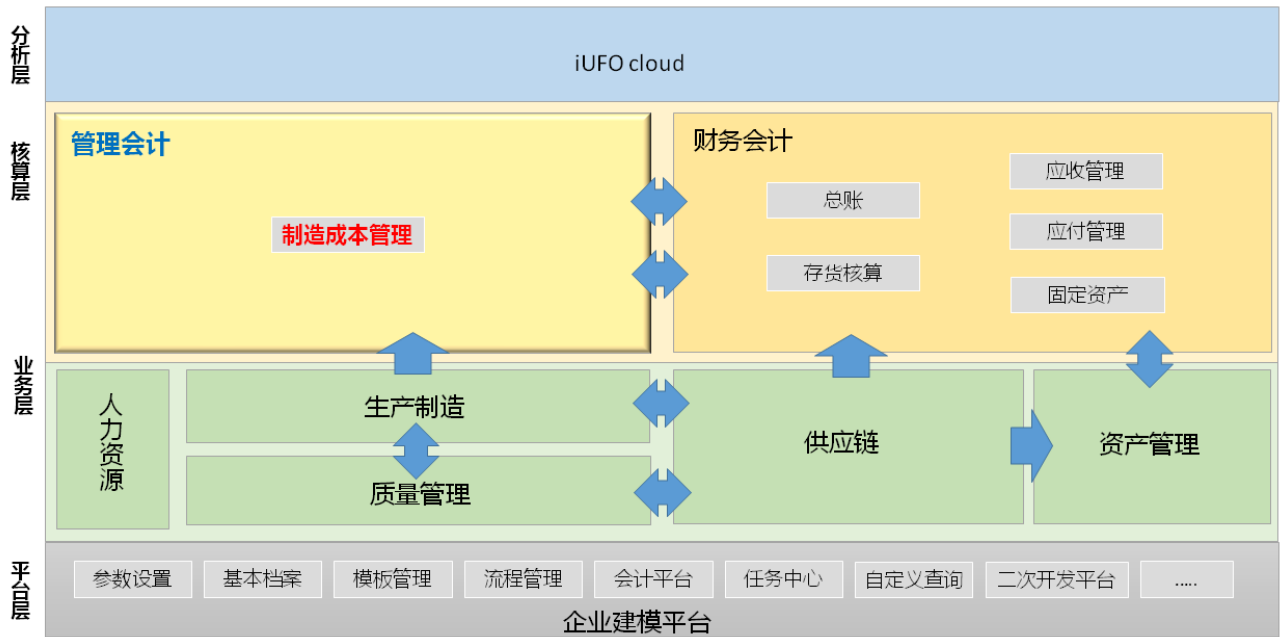 分析层
iUFO cloud
核算层
管理会计
制造成本管理
财务会计
总账
存货核算
应收管理
应付管理
固定资产
业务层
人力资源
生产制造
质量管理
供应链
资产管理
平台层
参数设置
基本档案
模板管理
流程管理
会计平台
任务中心
自定义查询
二次开发平台
.....
企业建模平台